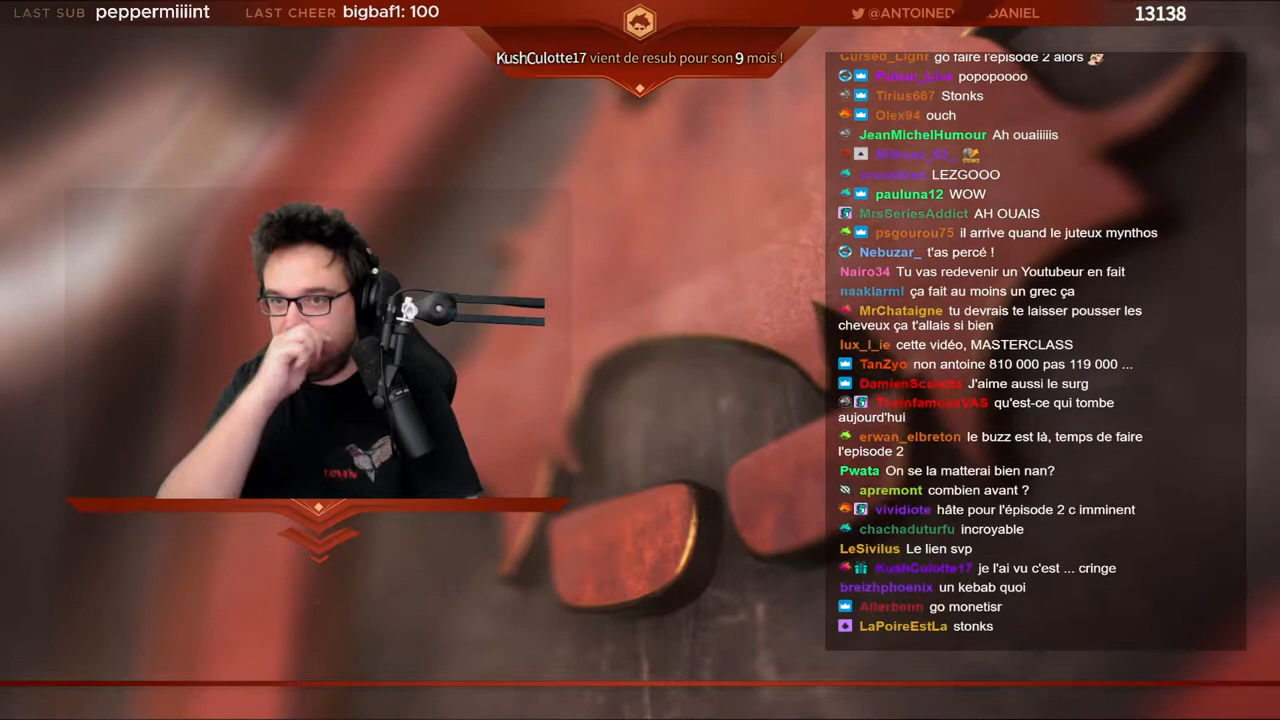 LAST SUB peppermiiiint LAST CHEER bigbaf1: 100 @ANTOINED DANIEL 13138
KushCulotte17 vient de resub pour son 9 mois !
Cursed_Light go faire l'épisode 2 alors
popopoooo
Tirius667 Stonks
Olex94 ouch
JeanMichelHumour Ah ouaiiiiis
LEZGOOO
pauluna12 WOW
MrsSeriesAddict AH OUAIS
psgourou75 il arrive quand le juteux mynthos
Nebuzar_ t'as percé !
Nairo34 Tu vas redevenir un Youtubeur en fait
naaklarm! ça fait au moins un grec ça
MrChataigne tu devrais te laisser pousser les
cheveux ça t'allais si bien
lux_l_ie cette vidéo, MASTERCLASS
TanZyo non antoine 810 000 pas 119 000 ...
DamienScaletta J'aime aussi le surg
TheInfamousVAS qu'est-ce qui tombe
aujourd'hui
erwan_elbreton le buzz est là, temps de faire
l'episode 2
Pwata On se la matterai bien nan?
apremont combien avant ?
vividiote hâte pour l'épisode 2 c imminent
chachaduturfu incroyable
LeSivilus Le lien svp
KushCulotte17 je l'ai vu c'est ... cringe
breizhphoenix un kebab quoi
Allerbenn go monetisr
LaPoireEstLa stonks